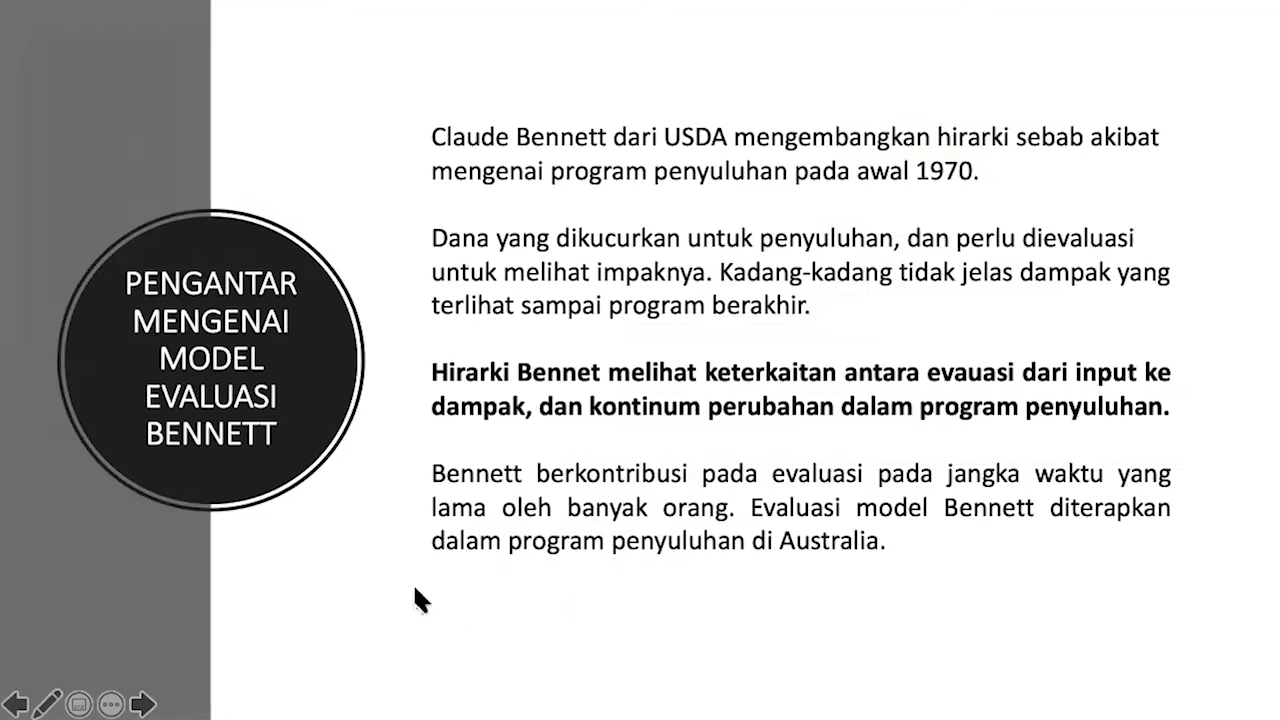 PENGANTAR
MENGENAI
MODEL
EVALUASI
BENNETT
Claude Bennett dari USDA mengembangkan hirarki sebab akibat
mengenai program penyuluhan pada awal 1970.
Dana yang dikucurkan untuk penyuluhan, dan perlu dievaluasi
untuk melihat impaknya. Kadang-kadang tidak jelas dampak yang
terlihat sampai program berakhir.
Hirarki Bennet melihat keterkaitan antara evauasi dari input ke
dampak, dan kontinum perubahan dalam program penyuluhan.
Bennett berkontribusi pada evaluasi pada jangka waktu yang
lama oleh banyak orang. Evaluasi model Bennett diterapkan
dalam program penyuluhan di Australia.